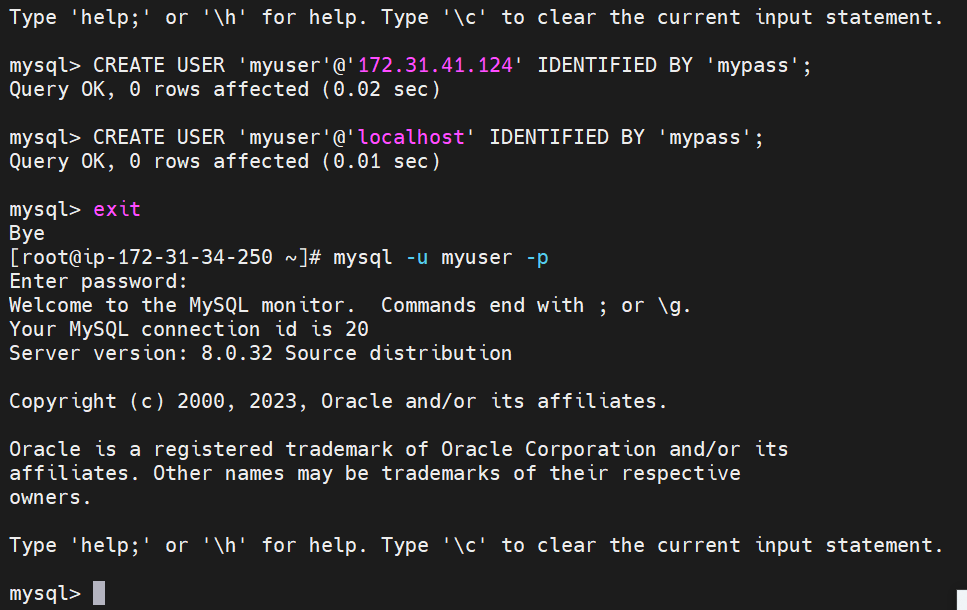 Type 'help;' or '\h' for help. Type '\c' to clear the current input statement.
mysql> CREATE USER 'myuser'@'172.31.41.124' IDENTIFIED BY 'mypass';
Query OK, 0 rows affected (0.02 sec)
mysql> CREATE USER 'myuser'@'localhost' IDENTIFIED BY 'mypass';
Query OK, 0 rows affected (0.01 sec)
mysql> exit
Bye
[root@ip-172-31-34-250 ~]# mysql -u myuser -p
Enter password:
Welcome to the MySQL monitor.  Commands end with ; or \g.
Your MySQL connection id is 20
Server version: 8.0.32 Source distribution
Copyright (c) 2000, 2023, Oracle and/or its affiliates.
Oracle is a registered trademark of Oracle Corporation and/or its
affiliates. Other names may be trademarks of their respective
owners.
Type 'help;' or '\h' for help. Type '\c' to clear the current input statement.
mysql>